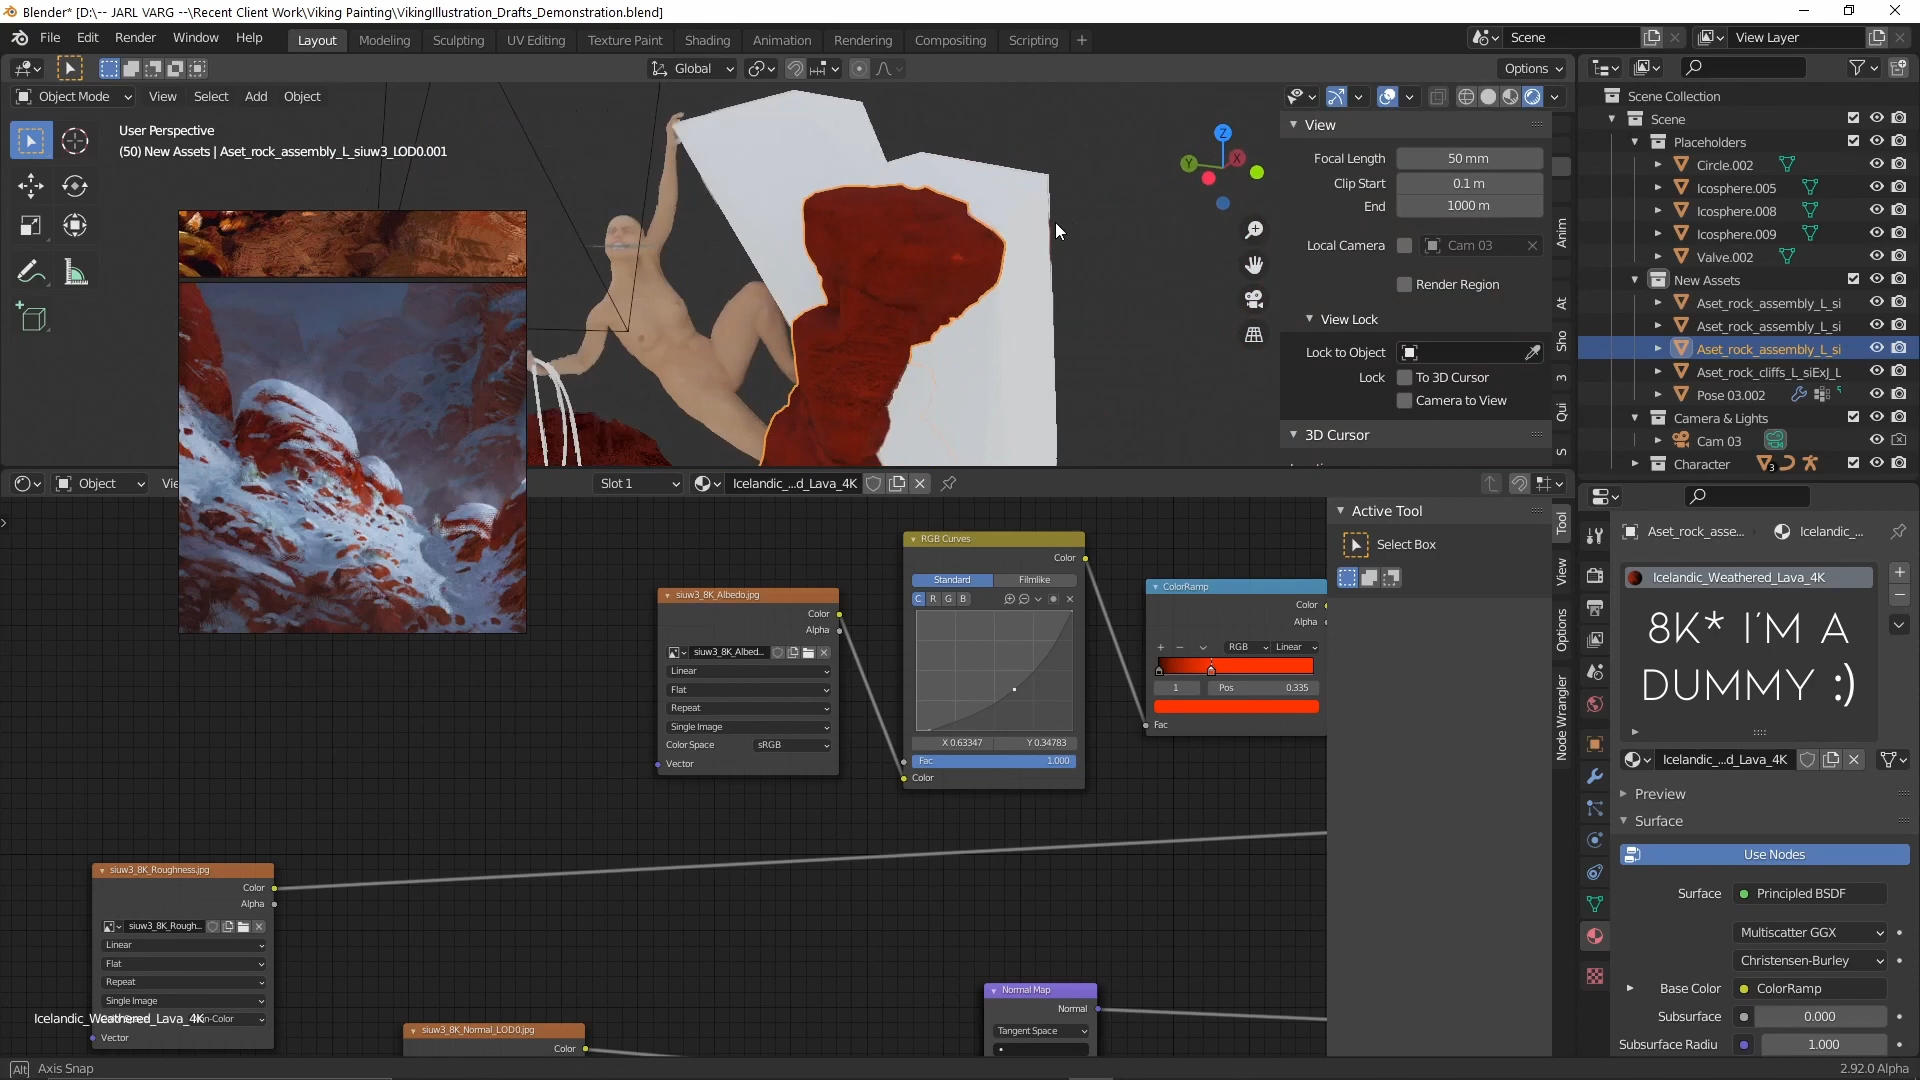 Blender* [D:\-- JARL VARG --\Recent Client Work\Viking Painting\VikingIllustration_Drafts_Demonstration.blend]
File Edit Render Window Help Layout Modeling Sculpting UV Editing Texture Paint Shading Animation Rendering Compositing Scripting + Scene View Layer
Global Options
Object Mode View Select Add Object
User Perspective
(50) New Assets | Aset_rock_assembly_L_siuw3_LOD0.001
Z
Y
X
View
Focal Length 50 mm
Clip Start 0.1 m
End 1000 m
Local Camera Cam 03
Render Region
View Lock
Lock to Object
Lock To 3D Cursor
Camera to View
3D Cursor
Anim
At
Sho
3
Qui
S
Scene Collection
Scene
Placeholders
Circle.002
Icosphere.005
Icosphere.008
Icosphere.009
Valve.002
New Assets
Aset_rock_assembly_L_si
Aset_rock_assembly_L_si
Aset_rock_assembly_L_si
Aset_rock_cliffs_L_siExJ_L
Pose 03.002
Camera & Lights
Cam 03
Character 3
Object Vie Slot 1 Icelandic_...d_Lava_4K
siuw3_8K_Albedo.jpg
Color
Alpha
siuw3_8K_Albed...
Linear
Flat
Repeat
Single Image
Color Space sRGB
Vector
RGB Curves
Color
Standard Filmlike
C R G B
X 0.63347 Y 0.34783
Fac 1.000
Color
ColorRamp
Color
Alpha
+ − RGB Linear
1 Pos 0.335
Fac
siuw3_8K_Roughness.jpg
Color
Alpha
siuw3_8K_Rough...
Linear
Flat
Repeat
Single Image
Vector
Icelandic_Weathered_Lava_4K
siuw3_8K_Normal_LOD0.jpg
Color
Normal Map
Normal
Tangent Space
Active Tool
Select Box
Tool
View
Options
Node Wrangler
Aset_rock_asse... Icelandic_...
Icelandic_Weathered_Lava_4K
8K* I'M A
DUMMY :)
Icelandic_...d_Lava_4K
Preview
Surface
Use Nodes
Surface Principled BSDF
Multiscatter GGX
Christensen-Burley
Base Color ColorRamp
Subsurface 0.000
Subsurface Radiu 1.000
Alt Axis Snap
2.92.0 Alpha